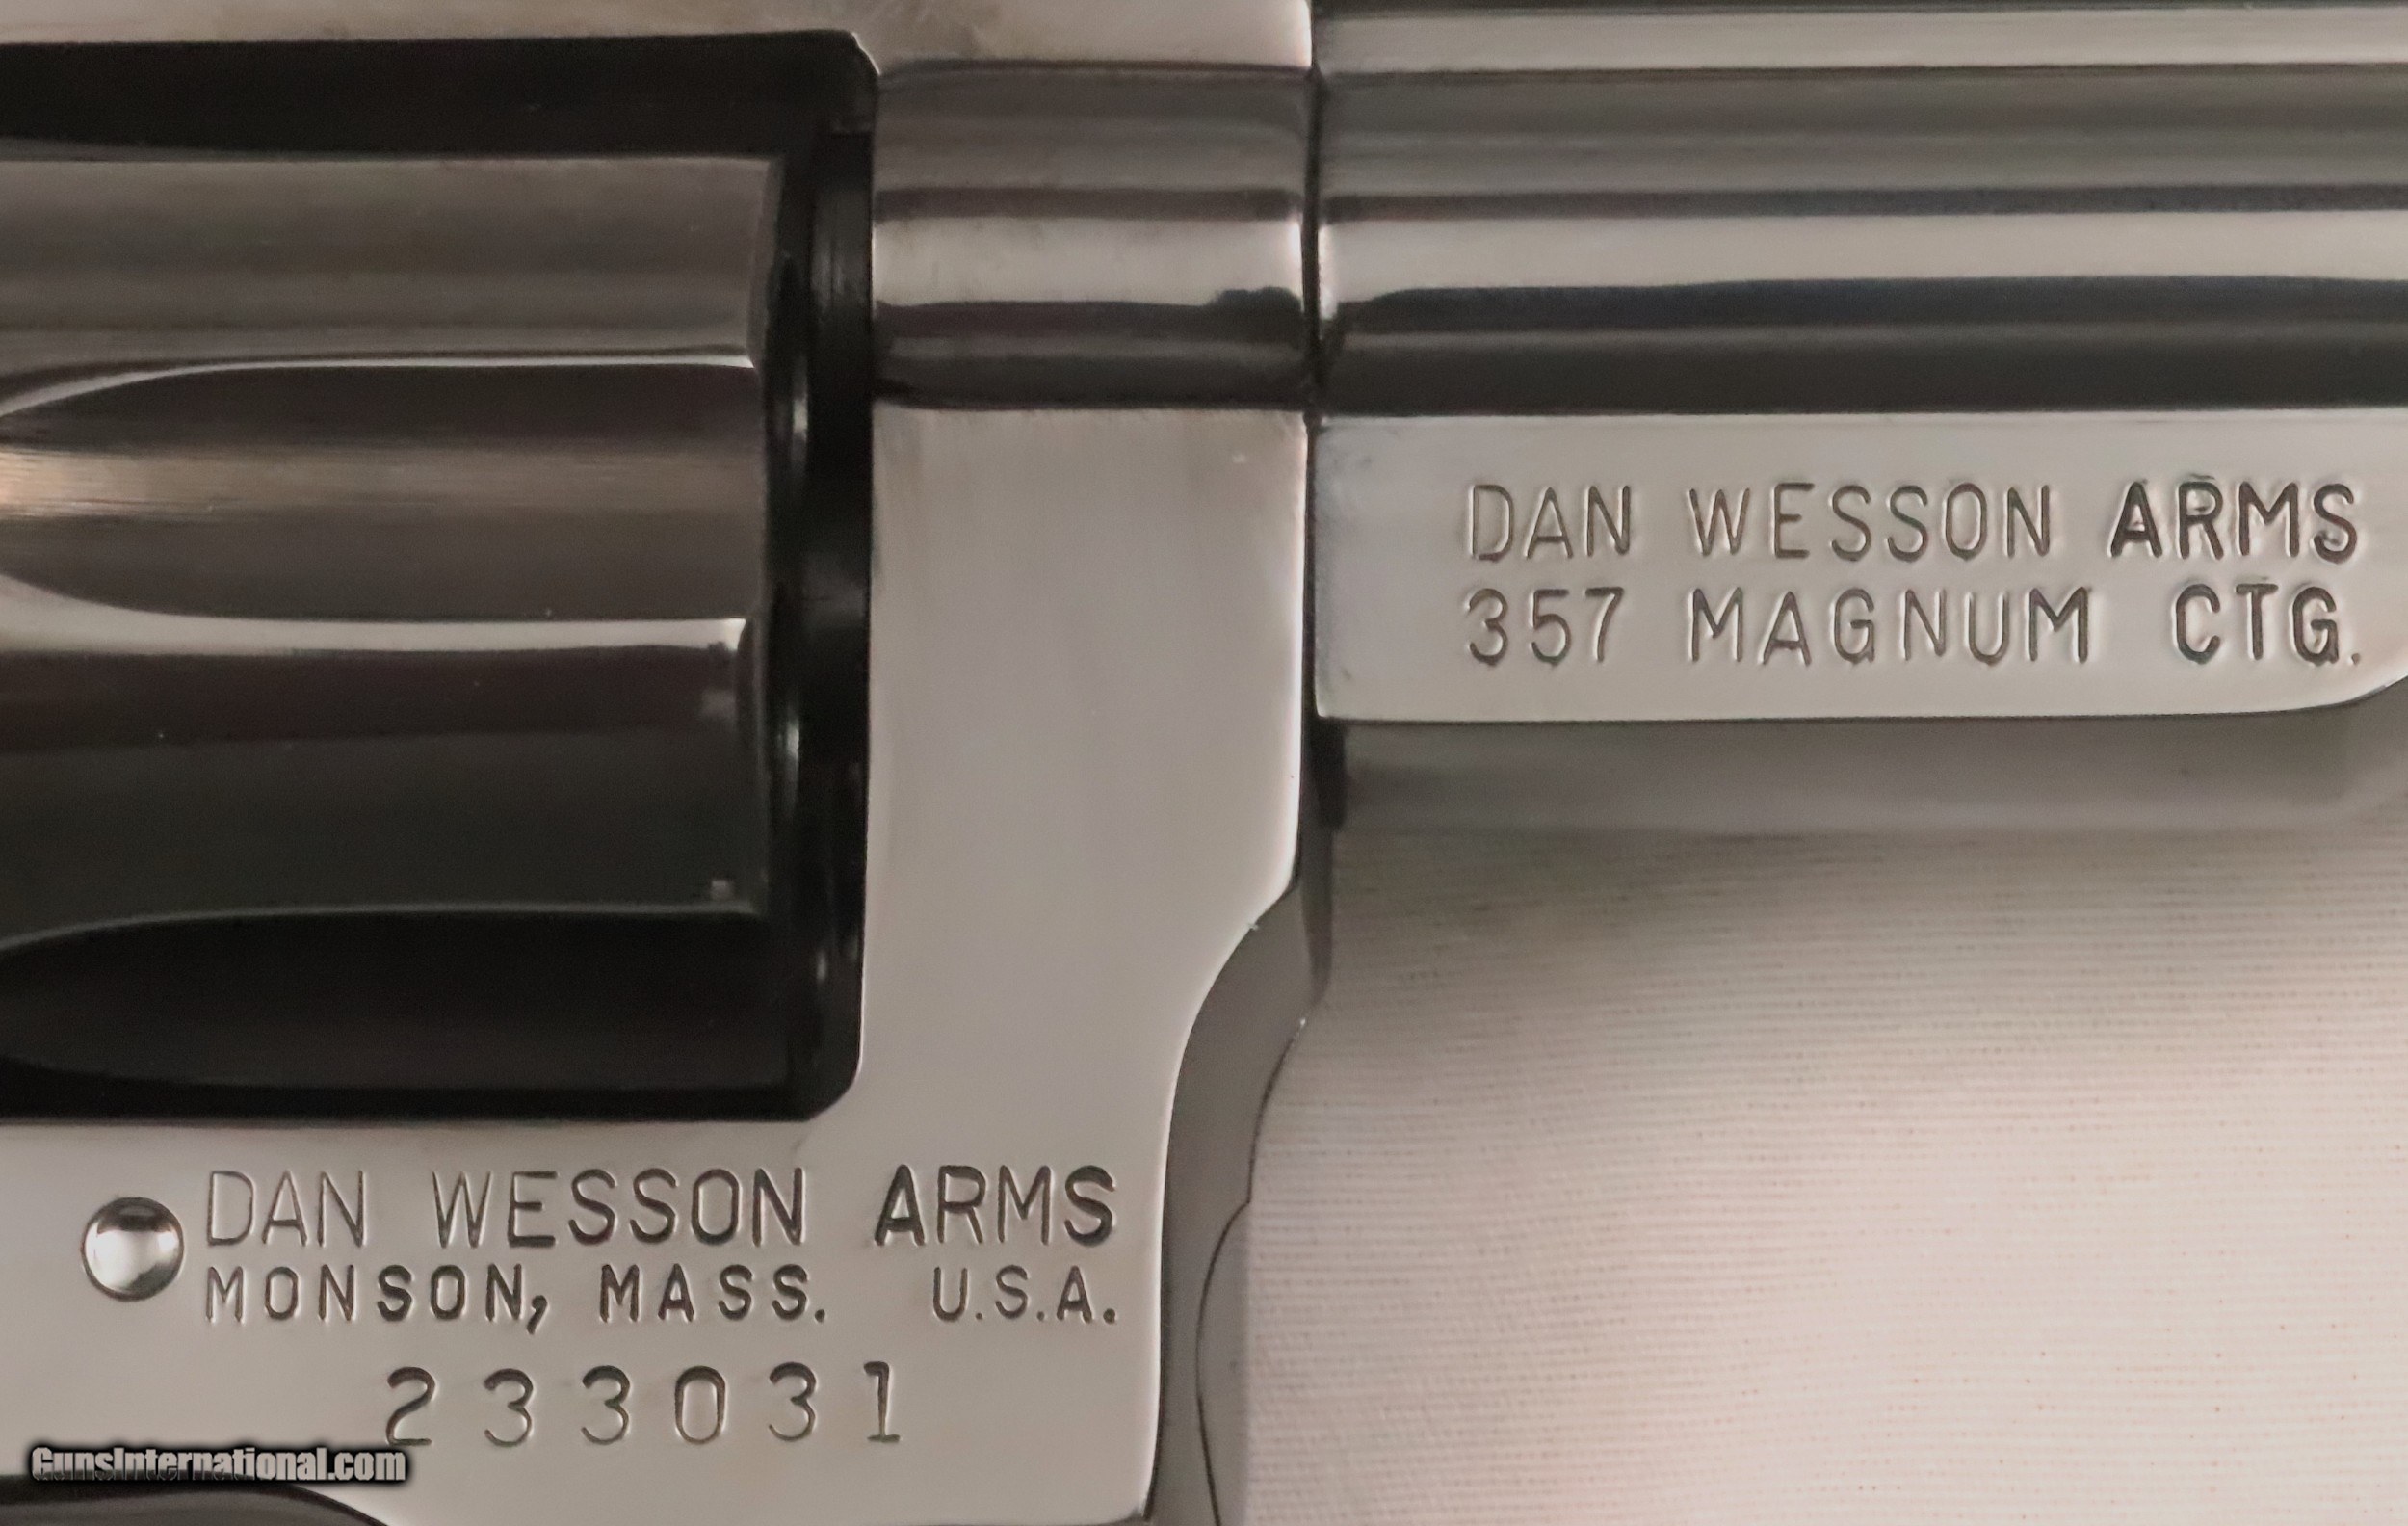 DAN WESSON ARMS
357 MAGNUM CTG.
DAN WESSON ARMS
MONSON, MASS. U.S.A.
233031
GunsInternational.com